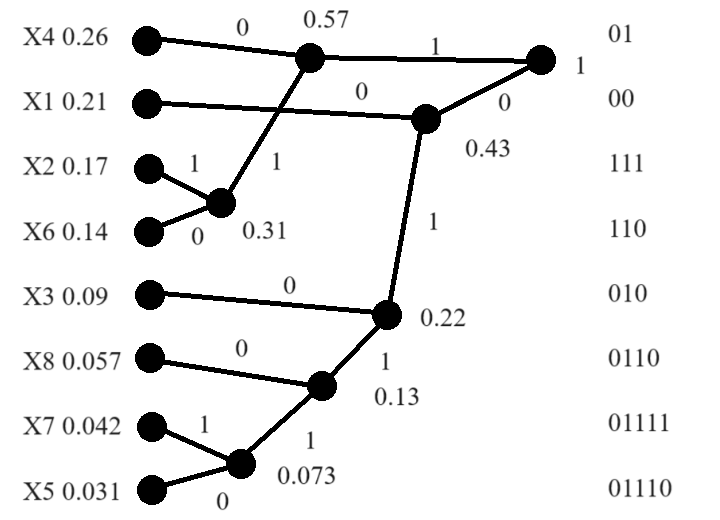 0.57
X4 0.26 0 1 01
1
X1 0.21 0 0 00
0.43
X2 0.17 1 1 111
X6 0.14 0 0.31 1 110
X3 0.09 0 0.22 010
X8 0.057 0 1 0110
0.13
X7 0.042 1 1 01111
0.073
X5 0.031 0 01110